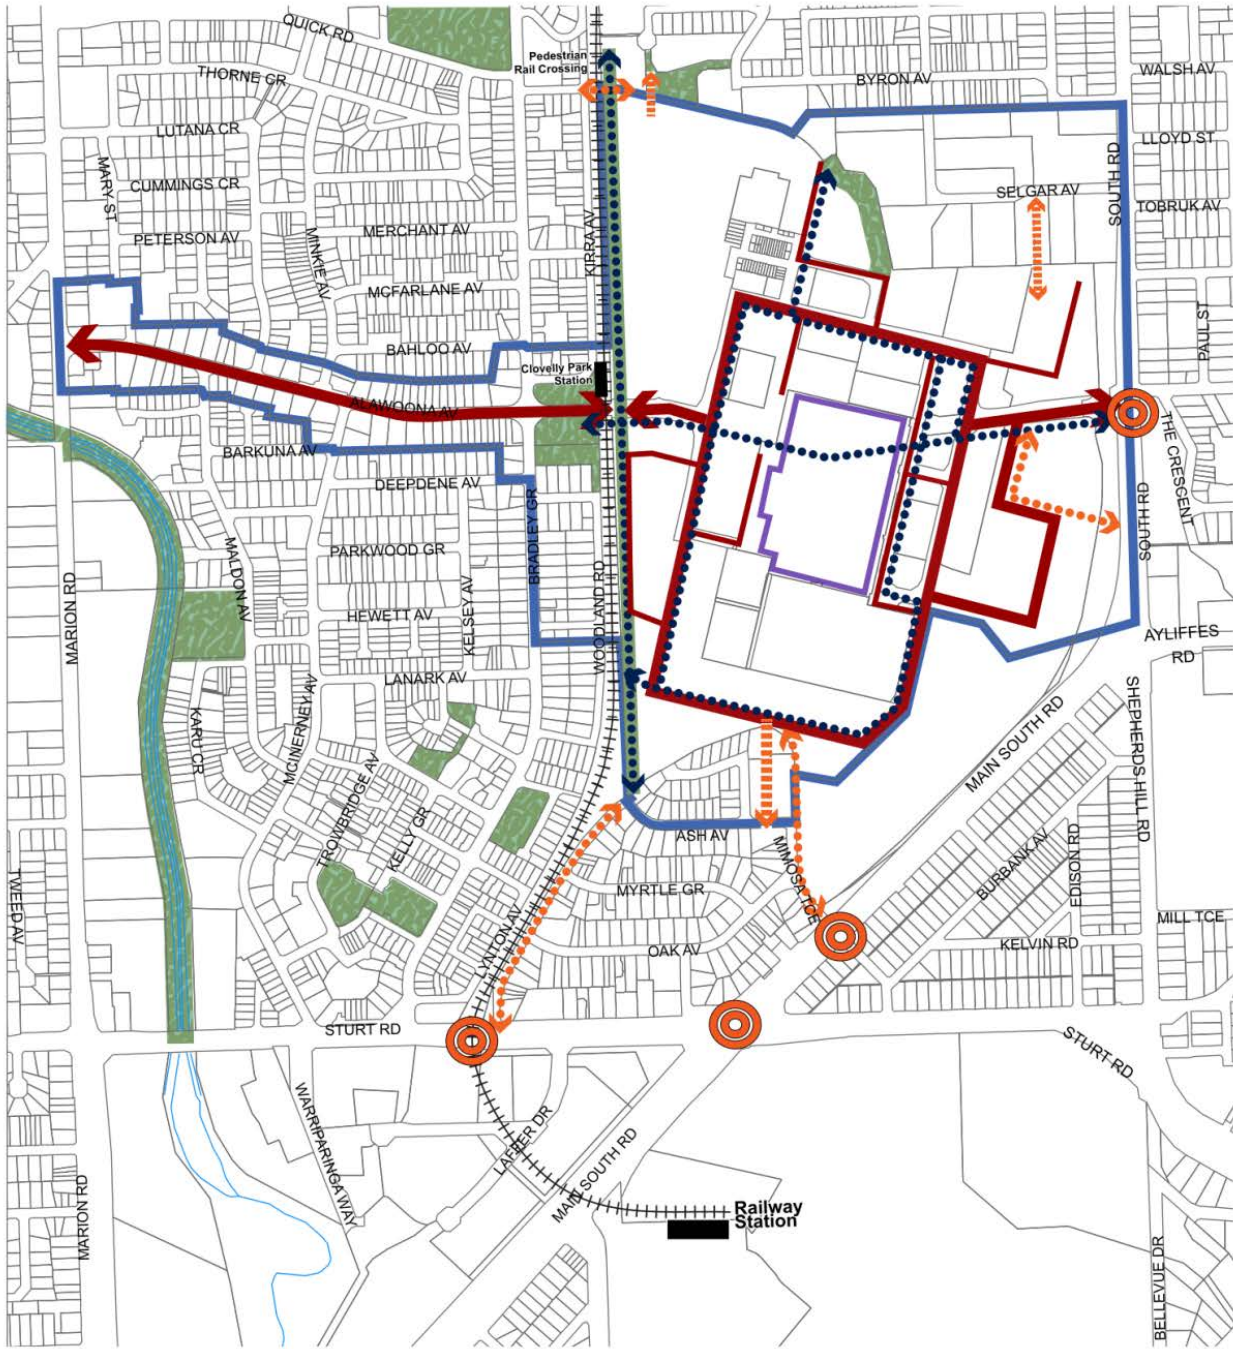 QUICK RD
Pedestrian
Rail Crossing
THORNE CR
BYRON AV
WALSH AV
LUTANA CR
LLOYD ST
MARY ST
CUMMINGS CR
SOUTH RD
SELGAR AV
TOBRUK AV
PETERSON AV
MINKIE AV
MERCHANT AV
KIRRA AV
MCFARLANE AV
PAUL ST
BAHLOO AV
Clovelly Park
Station
ALAWOONA AV
THE CRESCENT
BARKUNA AV
DEEPDENE AV
BRADLEY GR
SOUTH RD
MALDON AV
PARKWOOD GR
MARION RD
HEWETT AV
KELSEY AV
WOODLAND RD
AYLIFFES
RD
LANARK AV
KARU CR
MCINERNEY AV
SHEPHERDS HILL RD
MAIN SOUTH RD
TROWBRIDGE AV
KELLY GR
ASH AV
MIMOSA TCE
BURBANK AV
EDISON RD
TWEED AV
MYRTLE GR
MILL TCE
LYNTON AV
OAK AV
KELVIN RD
STURT RD
STURT RD
WARRIPARINGA WAY
LAFFER DR
MAIN SOUTH RD
MARION RD
Railway
Station
BELLEVUE DR